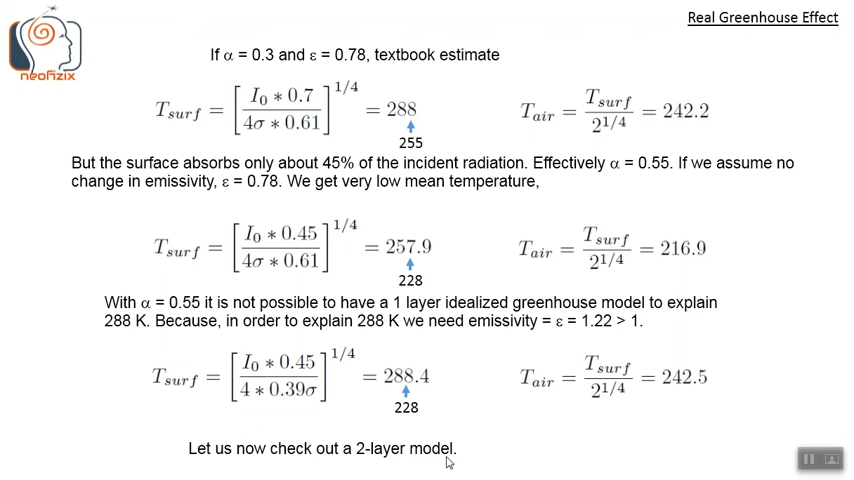 Real Greenhouse Effect
neofizix
If α = 0.3 and ε = 0.78, textbook estimate
T_surf = [I_0 * 0.7 / 4σ * 0.61]^1/4 = 288
T_air = T_surf / 2^1/4 = 242.2
255
But the surface absorbs only about 45% of the incident radiation. Effectively α = 0.55. If we assume no
change in emissivity, ε = 0.78. We get very low mean temperature,
T_surf = [I_0 * 0.45 / 4σ * 0.61]^1/4 = 257.9
T_air = T_surf / 2^1/4 = 216.9
228
With α = 0.55 it is not possible to have a 1 layer idealized greenhouse model to explain
288 K. Because, in order to explain 288 K we need emissivity = ε = 1.22 > 1.
T_surf = [I_0 * 0.45 / 4 * 0.39σ]^1/4 = 288.4
T_air = T_surf / 2^1/4 = 242.5
228
Let us now check out a 2-layer model.